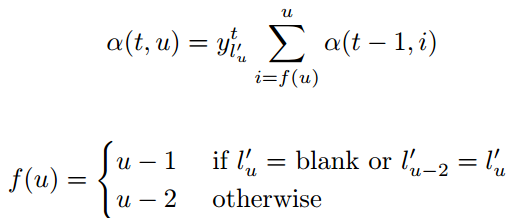 α(t, u) = y^t_{l′_u} ∑_{i=f(u)}^{u} α(t − 1, i)
f(u) = { u − 1 if l′_u = blank or l′_{u−2} = l′_u
u − 2 otherwise